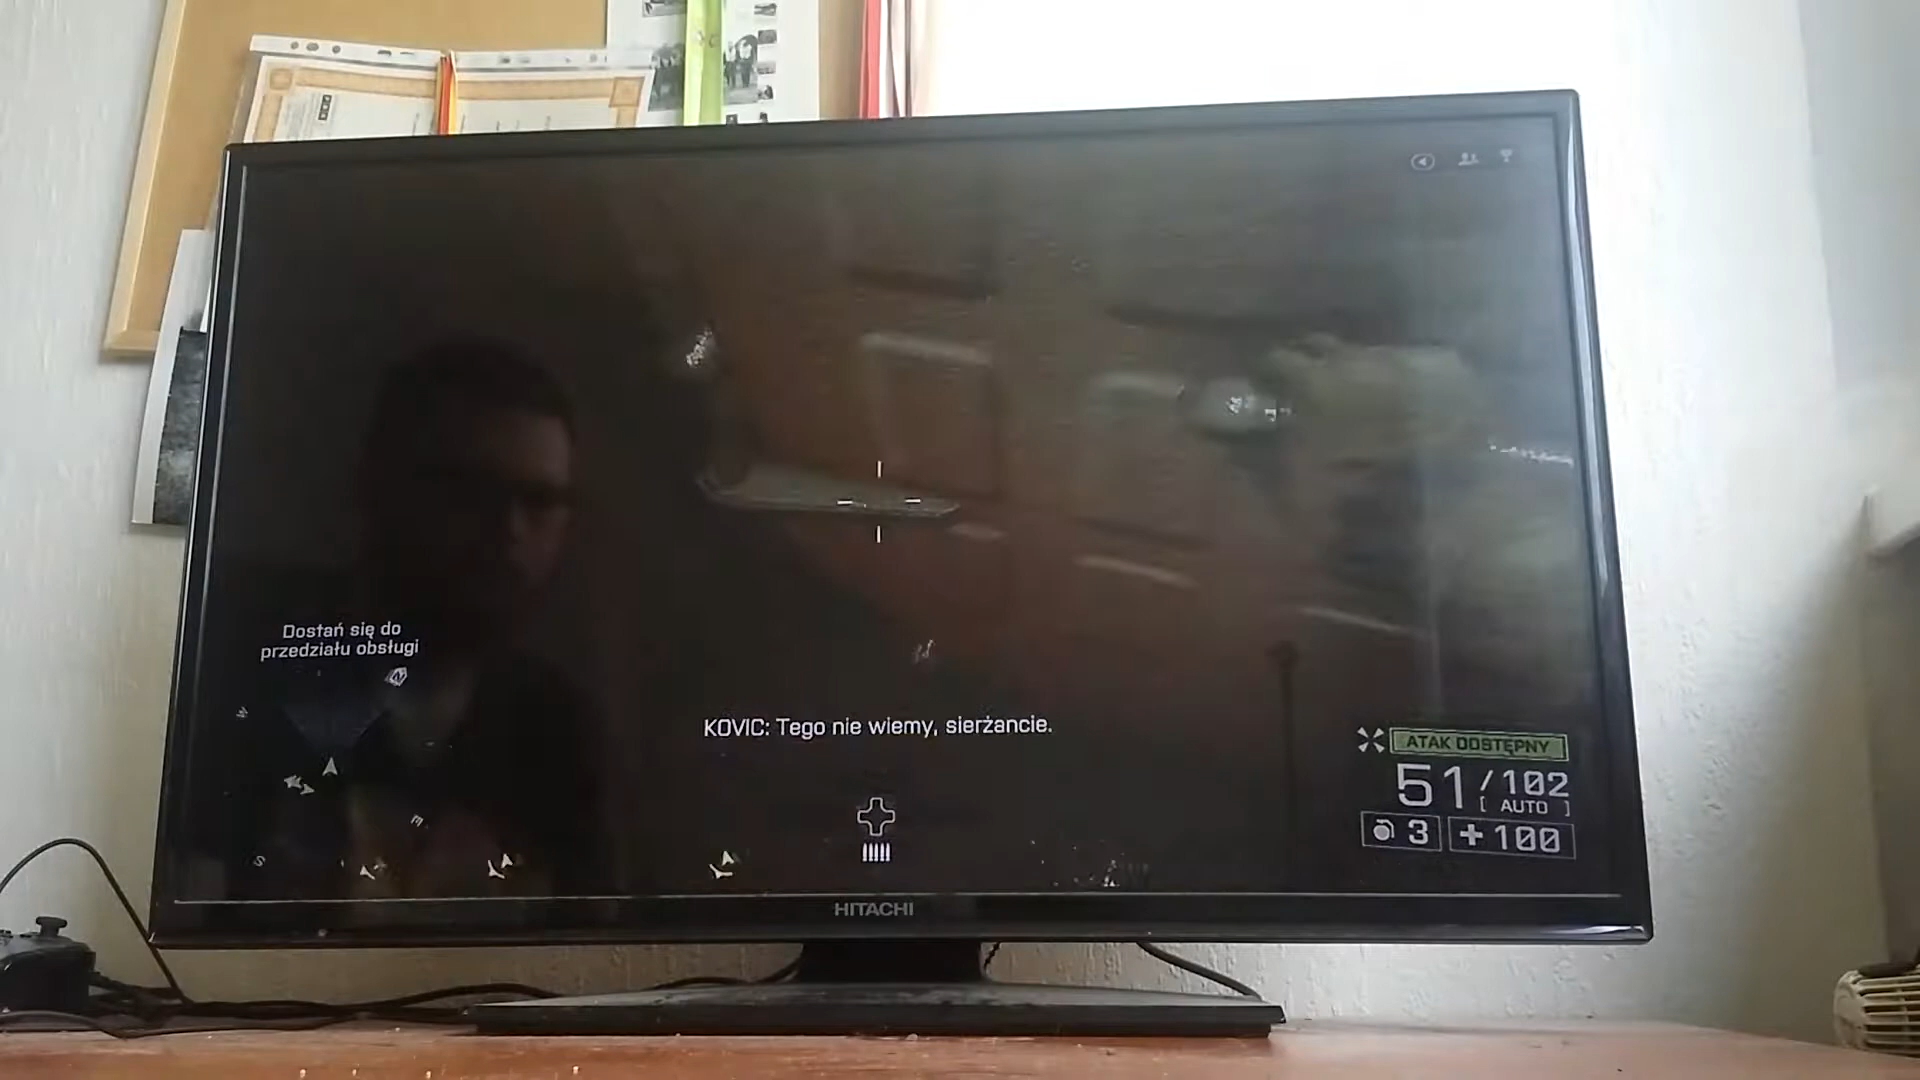 Dostań się do
przedziału obsługi
N
W
E
S
KOVIC: Tego nie wiemy, sierżancie.
ATAK DOSTĘPNY
51/102
[ AUTO ]
3
+100
HITACHI